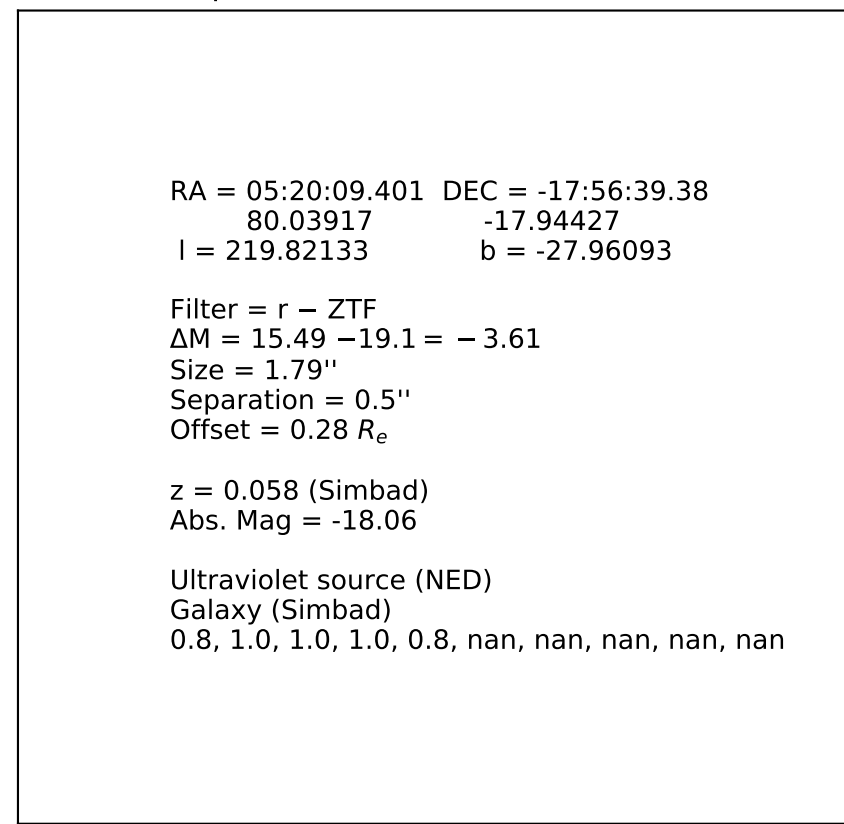 RA = 05:20:09.401 DEC = -17:56:39.38
80.03917 -17.94427
l = 219.82133 b = -27.96093
Filter = r − ZTF
ΔM = 15.49 −19.1 = − 3.61
Size = 1.79''
Separation = 0.5''
Offset = 0.28 Re
z = 0.058 (Simbad)
Abs. Mag = -18.06
Ultraviolet source (NED)
Galaxy (Simbad)
0.8, 1.0, 1.0, 1.0, 0.8, nan, nan, nan, nan, nan